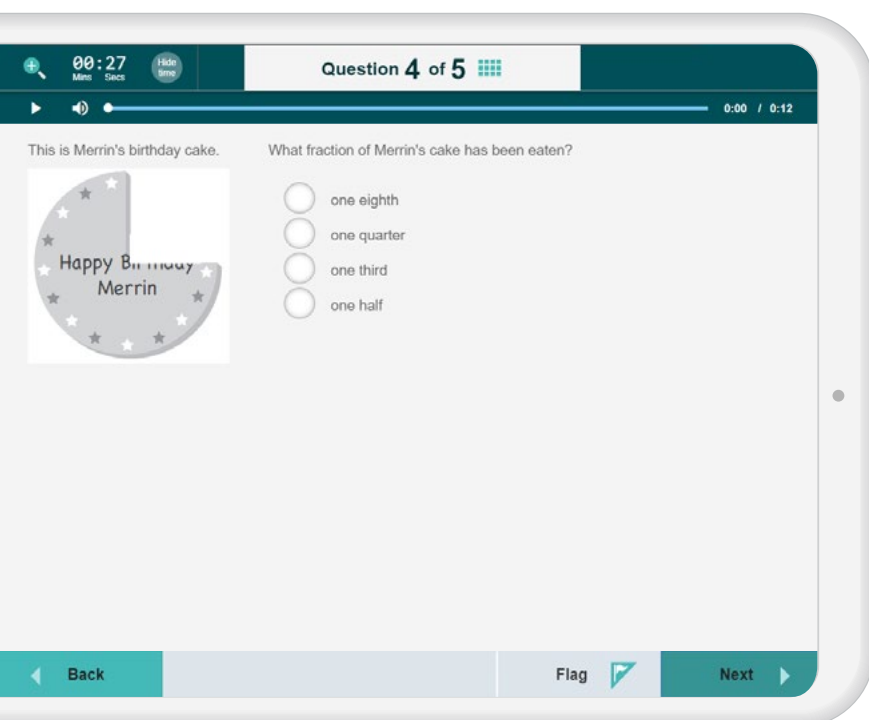 00:27
Mins Secs
Hide
time
Question 4 of 5
0:00 / 0:12
This is Merrin's birthday cake.
Happy
Merrin
What fraction of Merrin's cake has been eaten?
one eighth
one quarter
one third
one half
Back
Flag
Next